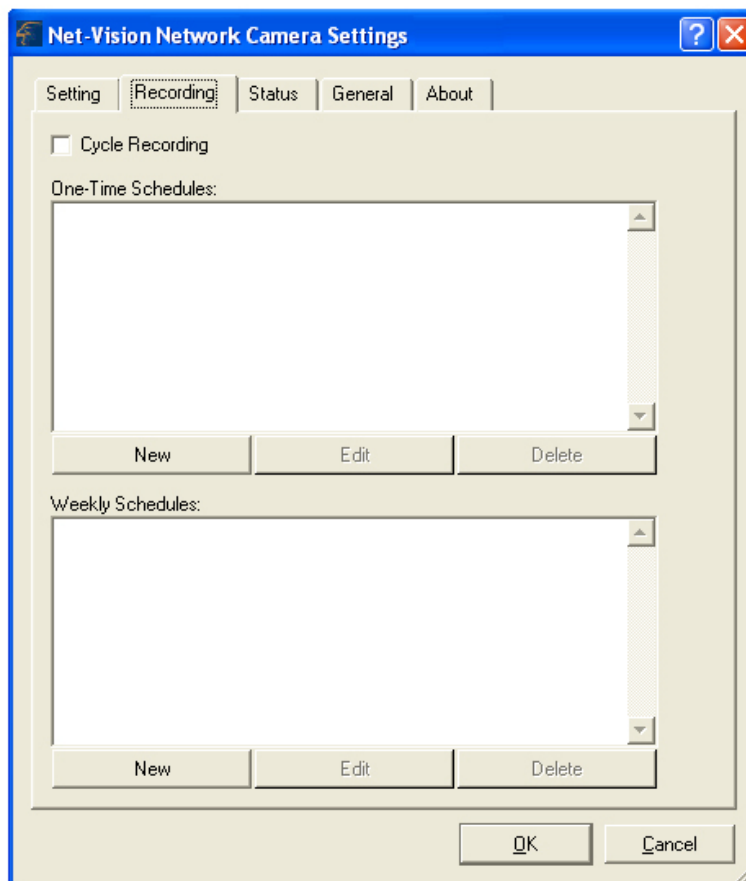 Net-Vision Network Camera Settings
Setting Recording Status General About
Cycle Recording
One-Time Schedules:
New Edit Delete
Weekly Schedules:
New Edit Delete
OK Cancel